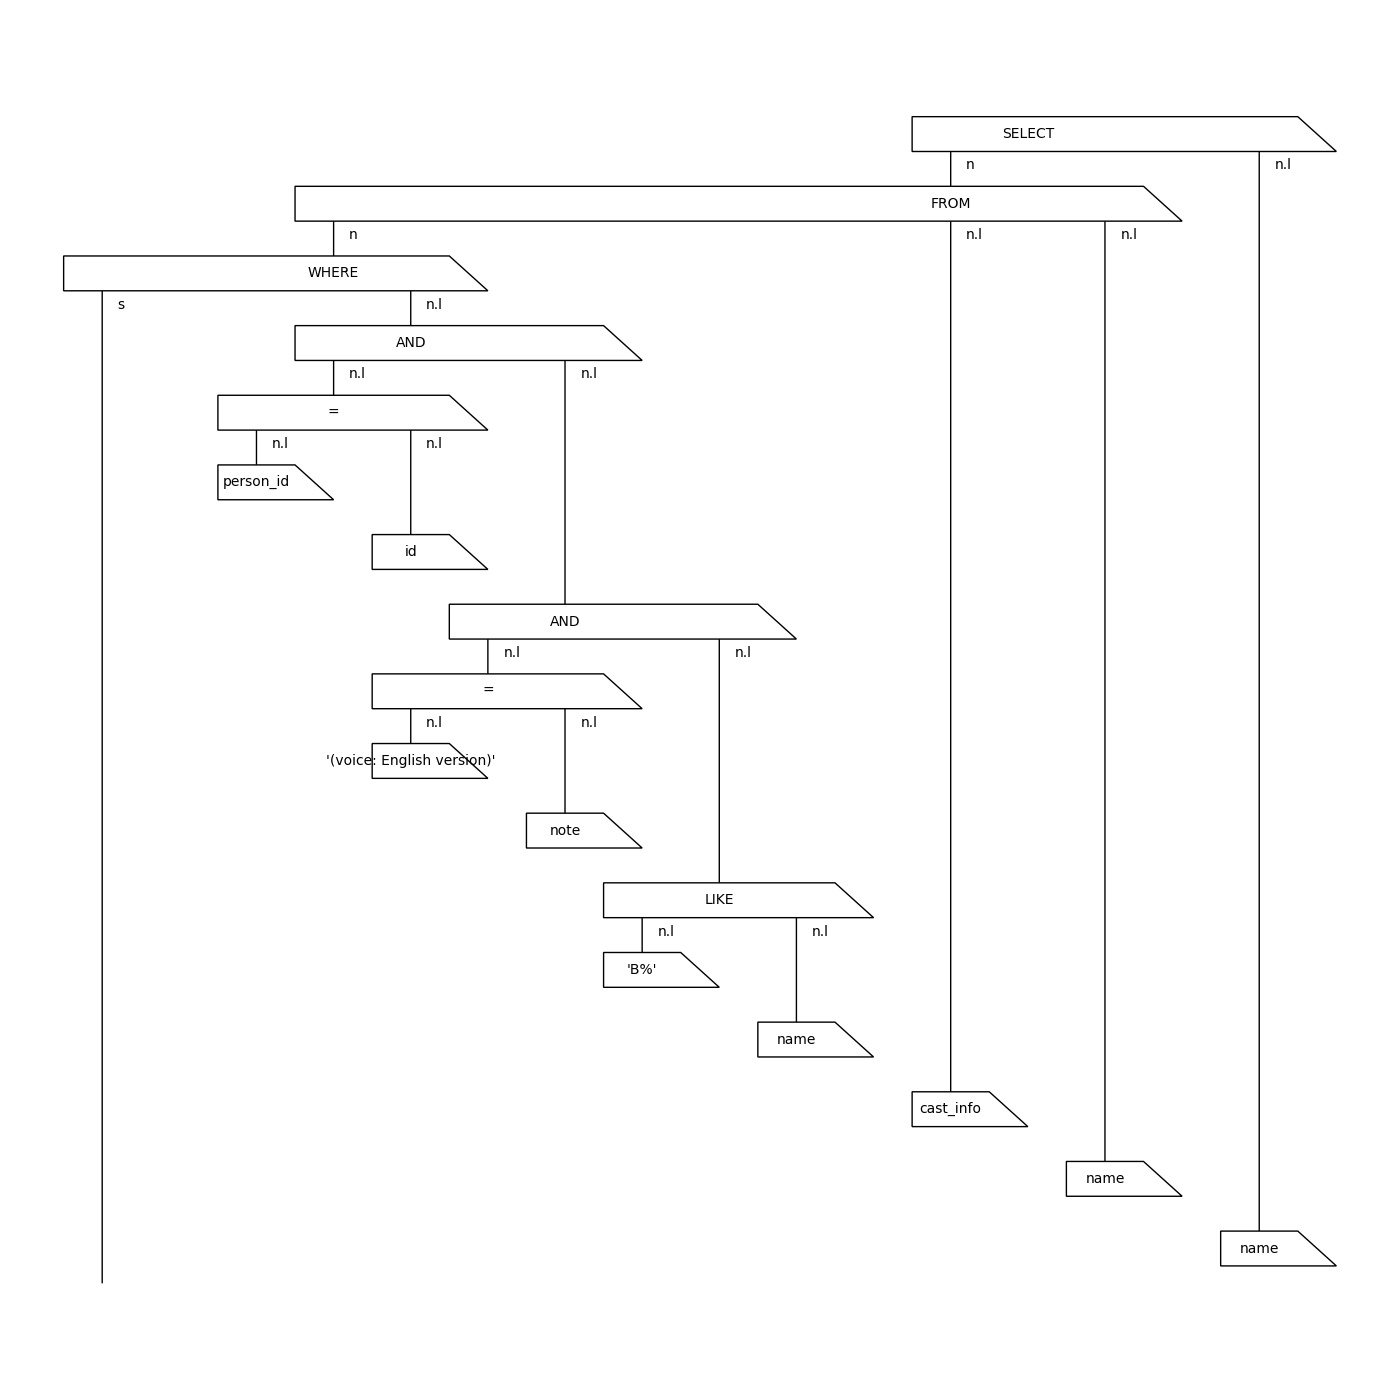 SELECT
n n.l
FROM
n n.l n.l
WHERE
s n.l
AND
n.l n.l
=
n.l n.l
person_id
id
AND
n.l n.l
=
n.l n.l
'(voice: English version)'
note
LIKE
n.l n.l
'B%'
name
cast_info
name
name